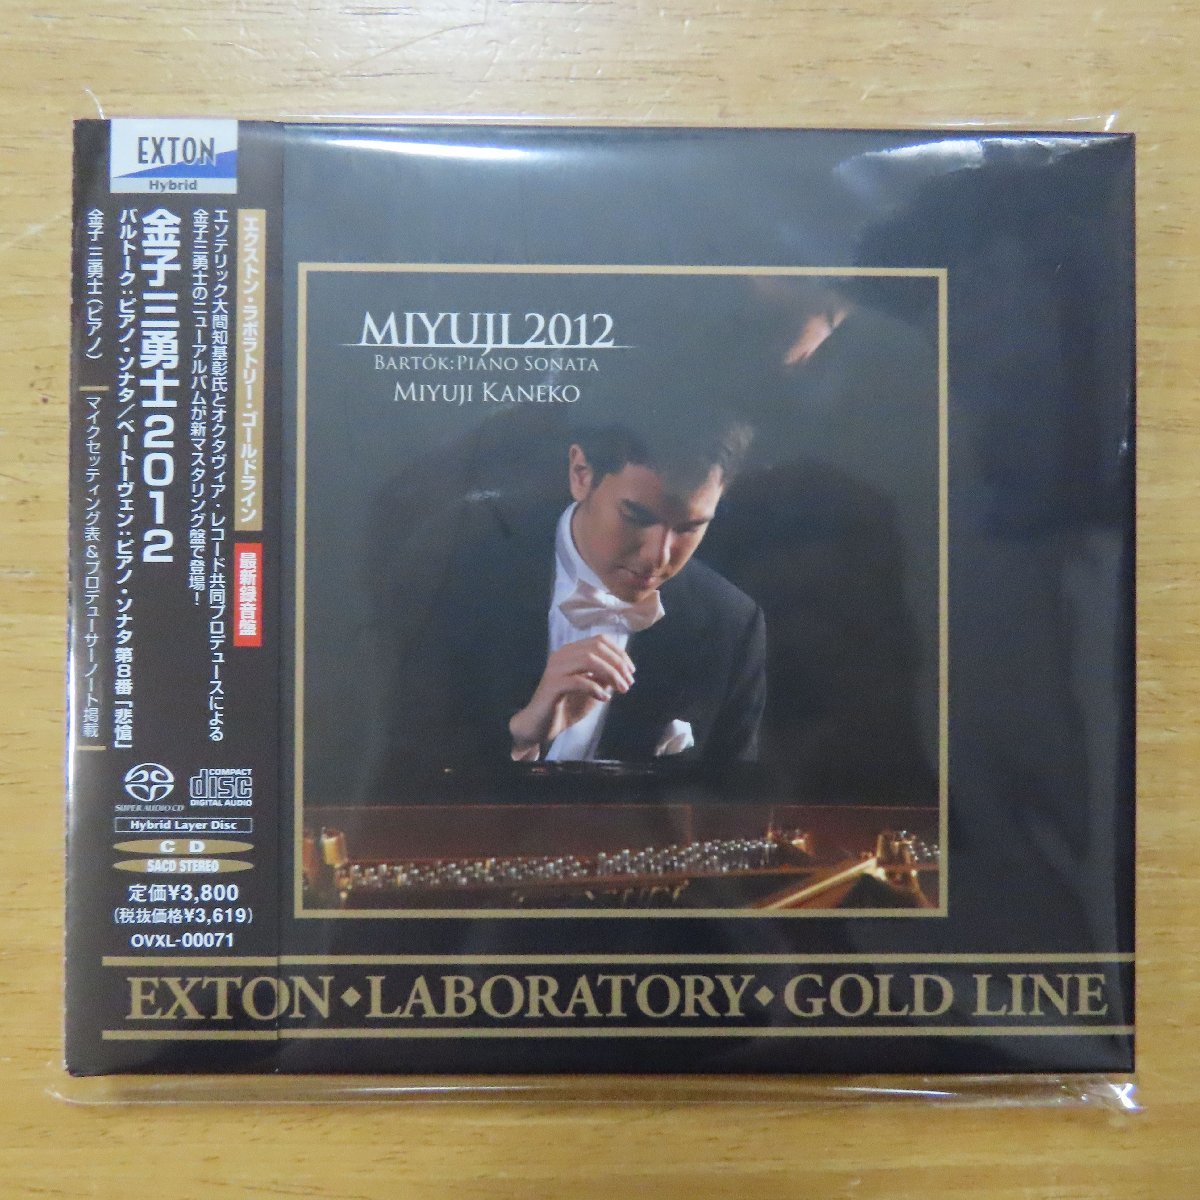 EXTON
Hybrid
エクストン・ラボラトリー・ゴールドライン
最新録音盤
エソテリック大間知基彰氏とオクタヴィア・レコード共同プロデュースによる
金子三勇士のニューアルバムが新マスタリング盤で登場！
金子三勇士2012
バルトーク:ピアノ・ソナタ/ベートーヴェン:ピアノ・ソナタ 第8番「悲愴」
金子 三勇士(ピアノ)
マイクセッティング表&プロデューサーノート掲載
SUPER AUDIO CD
COMPACT
disc
DIGITAL AUDIO
Hybrid Layer Disc
CD
SACD STEREO
定価¥3,800
(税抜価格¥3,619)
OVXL-00071
MIYUJI 2012
BARTÓK: PIANO SONATA
MIYUJI KANEKO
EXTON◆LABORATORY◆GOLD LINE